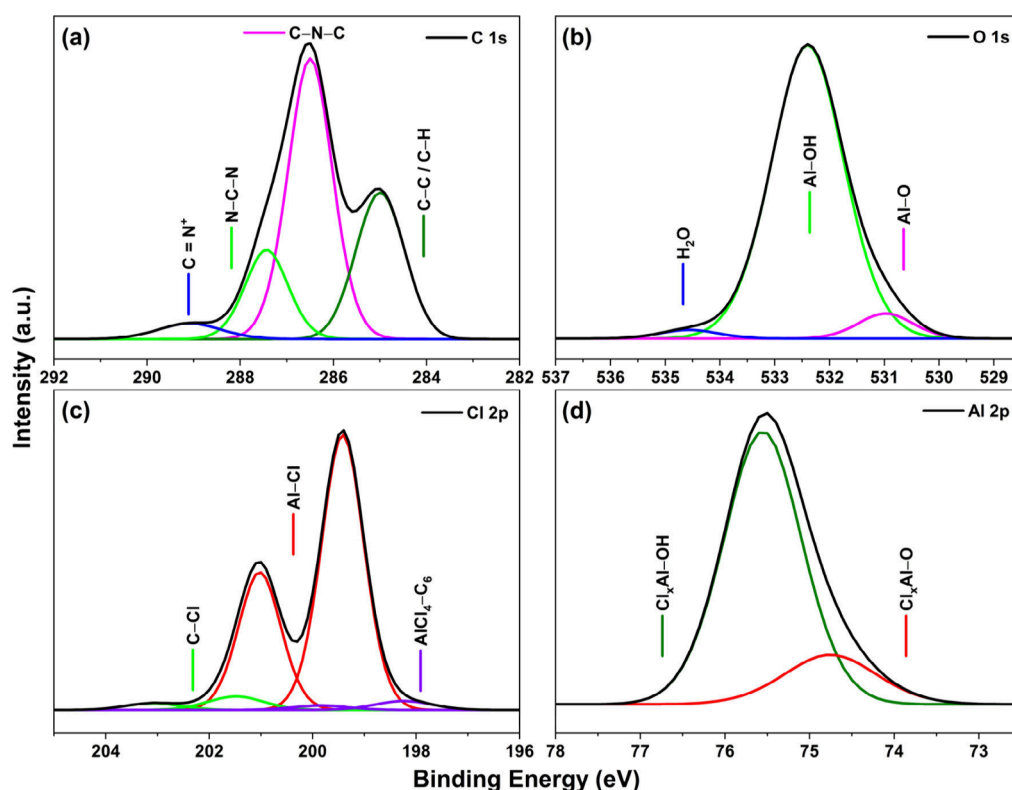 (a)
C–N–C
C 1s
C = N⁺
N–C–N
C–C / C–H
292 290 288 286 284 282
(b)
O 1s
H₂O
Al–OH
Al–O
537 536 535 534 533 532 531 530 529
(c)
Cl 2p
C–Cl
Al–Cl
AlCl₄–C₆
204 202 200 198 196
(d)
Al 2p
ClₓAl–OH
ClₓAl–O
78 77 76 75 74 73
Intensity (a.u.)
Binding Energy (eV)